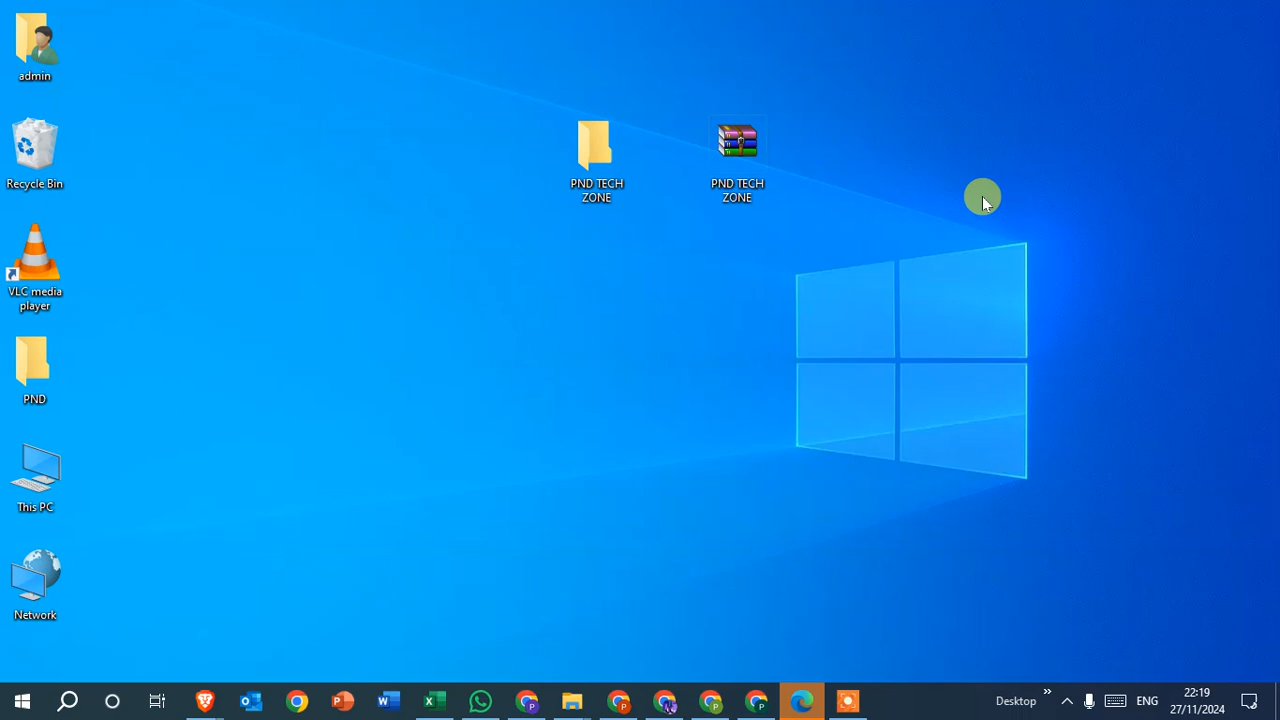 admin
Recycle Bin
VLC media
player
PND
This PC
Network
PND TECH
ZONE
PND TECH
ZONE
Desktop
ENG
22:19
27/11/2024